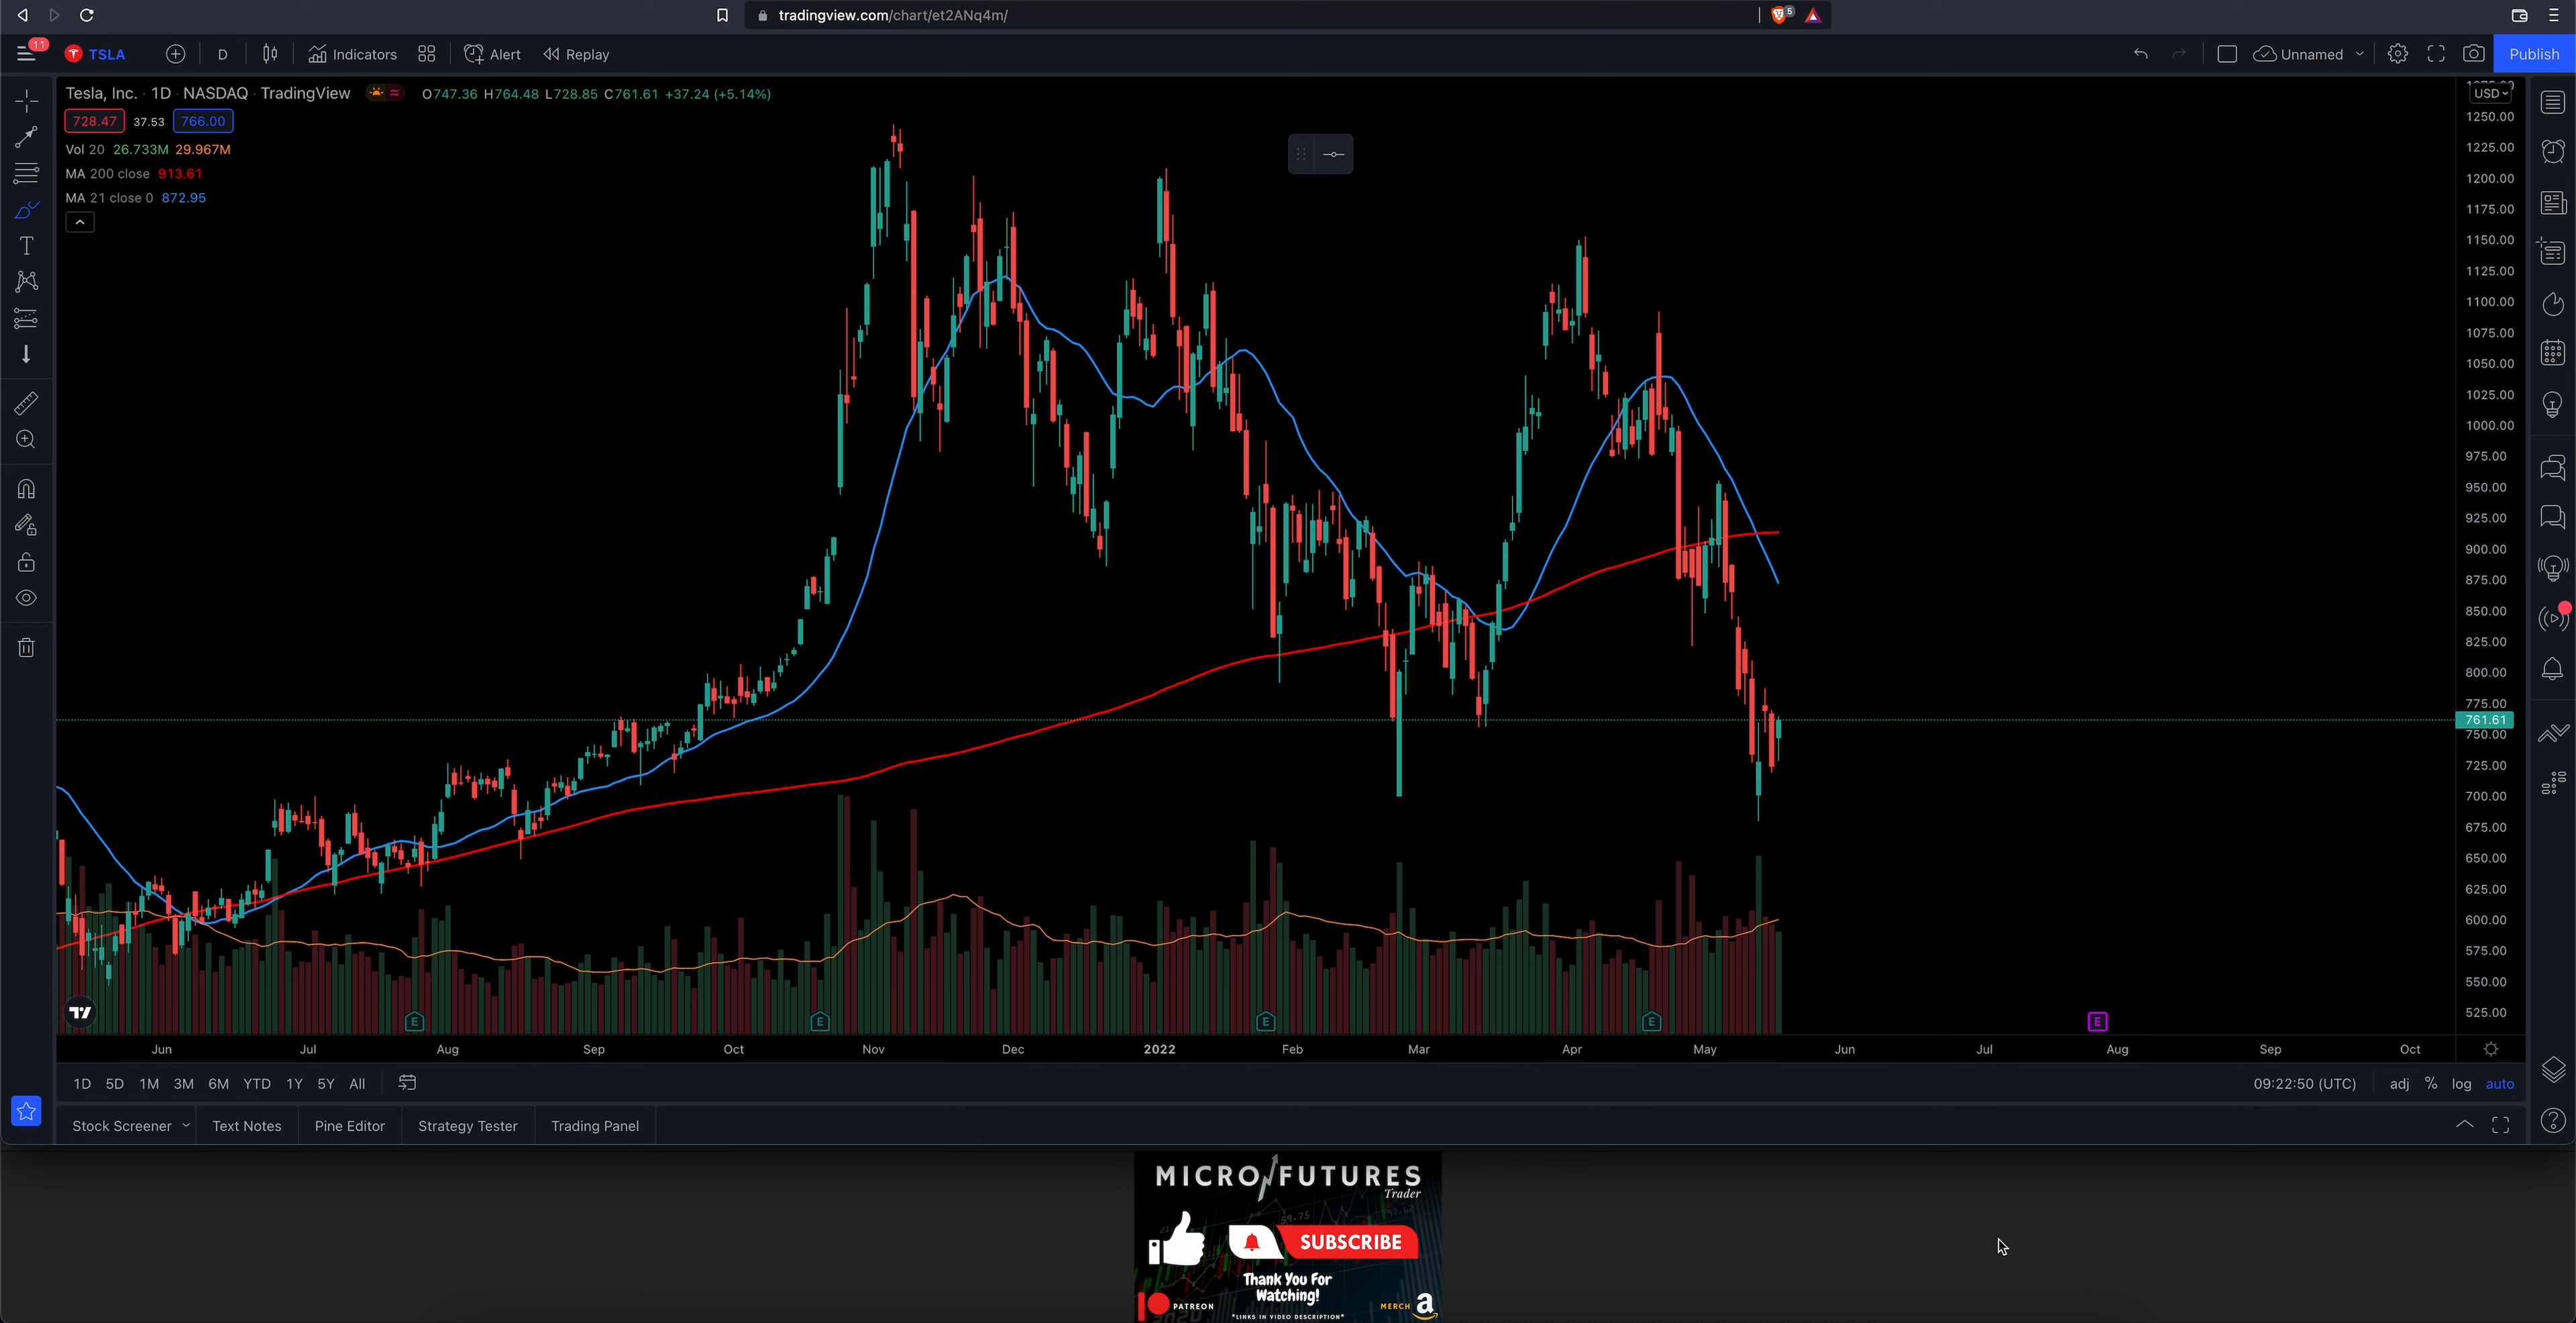 tradingview.com/chart/et2ANq4m/
5
11
TSLA D Indicators Alert Replay Unnamed Publish
Tesla, Inc. · 1D · NASDAQ · TradingView O747.36 H764.48 L728.85 C761.61 +37.24 (+5.14%)
728.47 37.53 766.00
Vol 20 26.733M 29.967M
MA 200 close 913.61
MA 21 close 0 872.95
USD
1250.00
1225.00
1200.00
1175.00
1150.00
1125.00
1100.00
1075.00
1050.00
1025.00
1000.00
975.00
950.00
925.00
900.00
875.00
850.00
825.00
800.00
775.00
761.61
750.00
725.00
700.00
675.00
650.00
625.00
600.00
575.00
550.00
525.00
E E E E E
Jun Jul Aug Sep Oct Nov Dec 2022 Feb Mar Apr May Jun Jul Aug Sep Oct
1D 5D 1M 3M 6M YTD 1Y 5Y All 09:22:50 (UTC) adj % log auto
Stock Screener Text Notes Pine Editor Strategy Tester Trading Panel
MICRO FUTURES
Trader
59.75
SUBSCRIBE
Thank You For
Watching!
PATREON MERCH
*LINKS IN VIDEO DESCRIPTION*